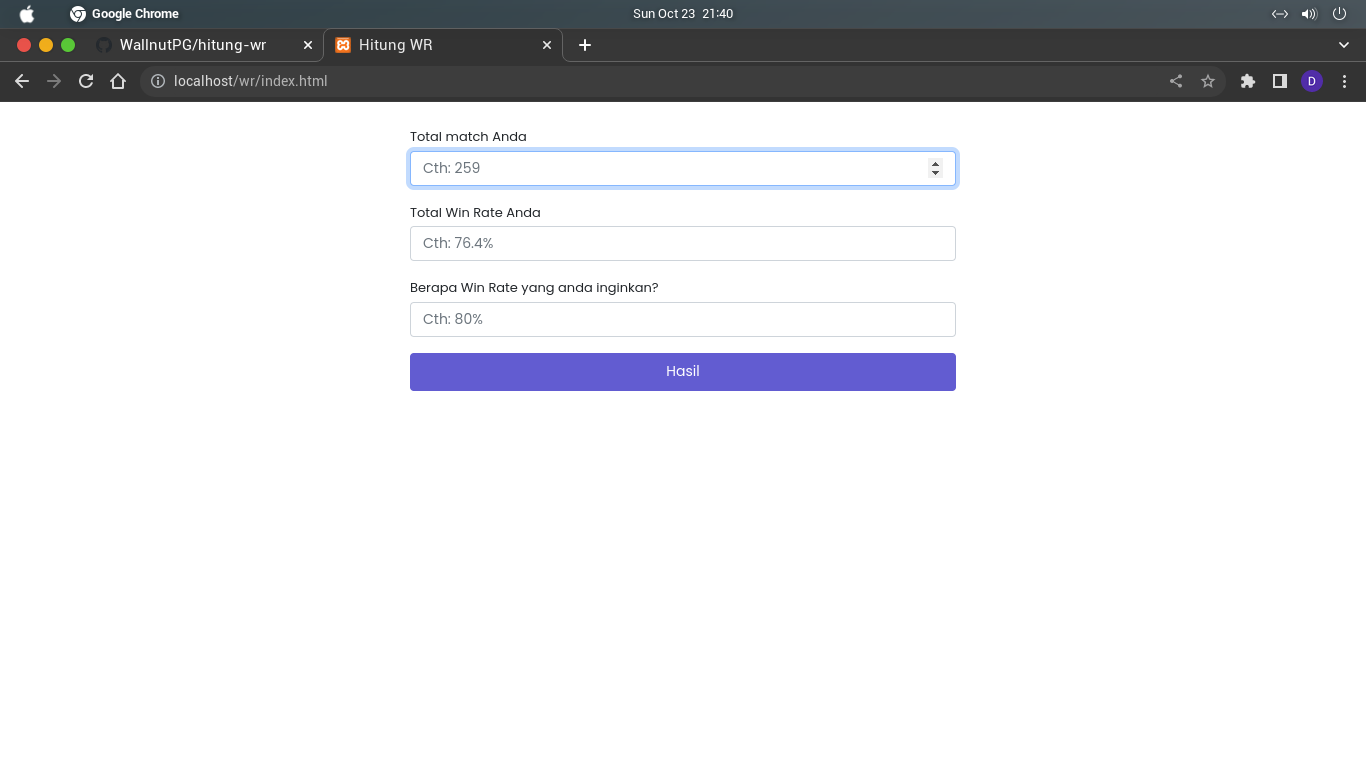 Google Chrome
Sun Oct 23 21:40
WallnutPG/hitung-wr
Hitung WR
localhost/wr/index.html
D
Total match Anda
Cth: 259
Total Win Rate Anda
Cth: 76.4%
Berapa Win Rate yang anda inginkan?
Cth: 80%
Hasil